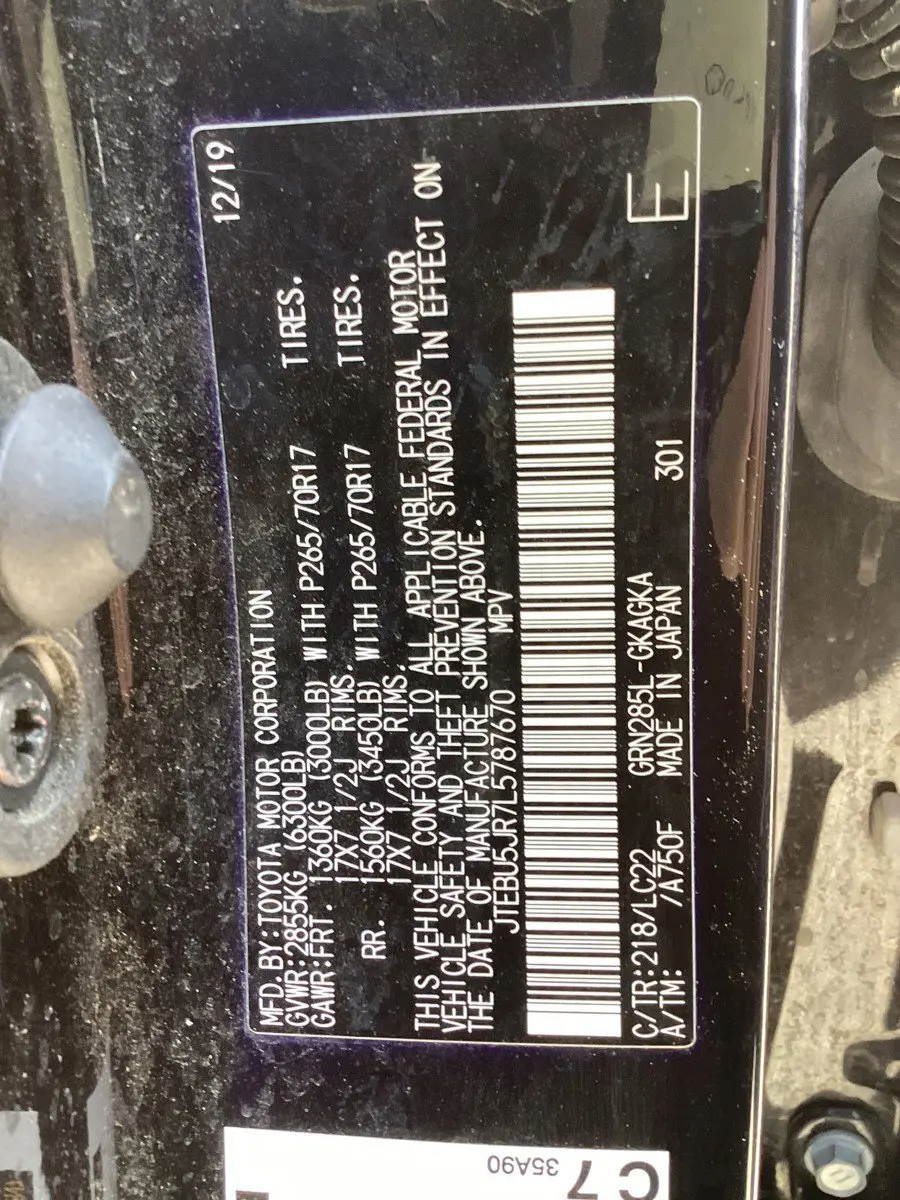 MFD.BY:TOYOTA MOTOR CORPORATION 12/19
GVWR:2855KG (6300LB)
GAWR:FRT. 1360KG (3000LB) WITH P265/70R17 TIRES.
17X7 1/2J RIMS.
RR. 1560KG (3450LB) WITH P265/70R17 TIRES.
17X7 1/2J RIMS.
THIS VEHICLE CONFORMS TO ALL APPLICABLE FEDERAL MOTOR
VEHICLE SAFETY AND THEFT PREVENTION STANDARDS IN EFFECT ON
THE DATE OF MANUFACTURE SHOWN ABOVE.
JTEBU5JR7L5787670 MPV
C/TR:218/LC22 GRN285L-GKAGKA
A/TM: /A750F MADE IN JAPAN 301
E
C 7
35A90